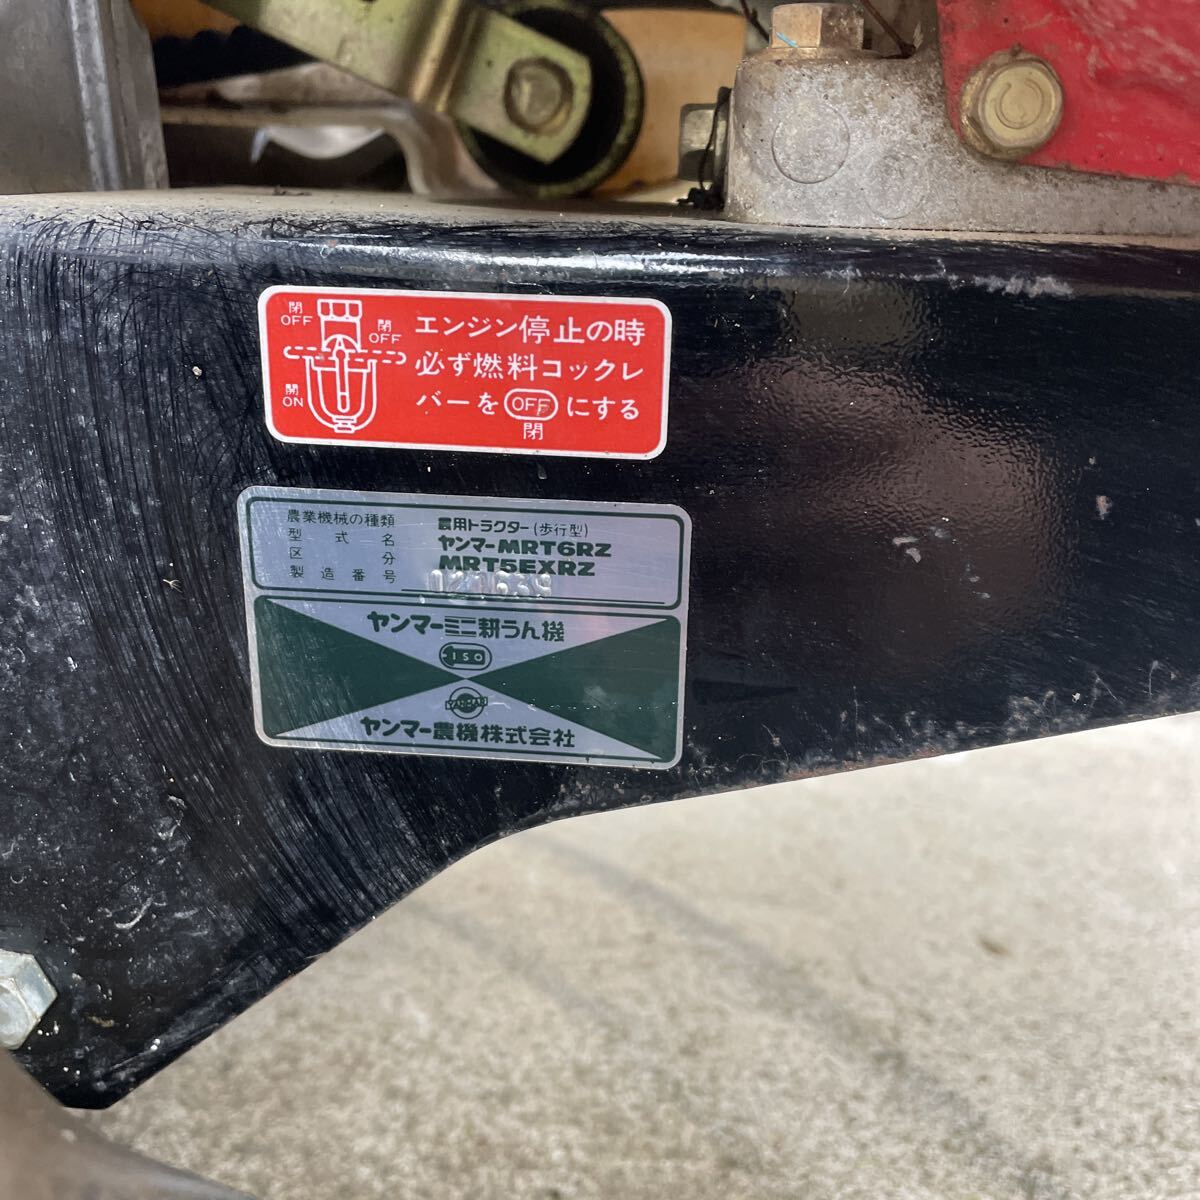 閉
OFF
閉
OFF
開
ON
エンジン停止の時
必ず燃料コックレ
バーをOFFにする
閉
農業機械の種類 農用トラクター(歩行型)
型式名 ヤンマーMRT6RZ
区分 MRT5EXRZ
製造番号
ヤンマーミニ耕うん機
ISO
YANMAR
ヤンマー農機株式会社